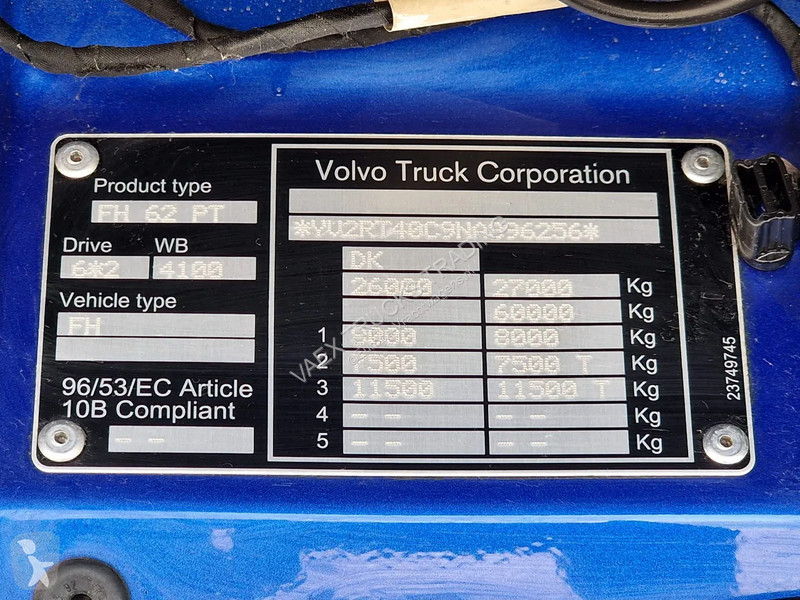 Volvo Truck Corporation
Product type
FH 62 PT
Drive WB
6*2 4100
Vehicle type
FH
96/53/EC Article
10B Compliant
- -
DK
26000 27000 Kg
60000 Kg
1 8000 8000 Kg
2 7500 7500 T Kg
3 11500 11500 T Kg
4 - - - - Kg
5 - - - - Kg
23749745